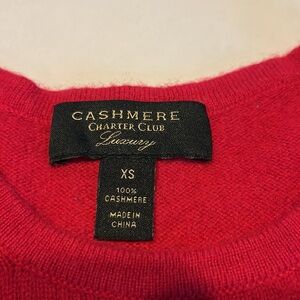 CASHMERE
CHARTER CLUB
Luxury
XS
100%
CASHMERE
MADE IN
CHINA